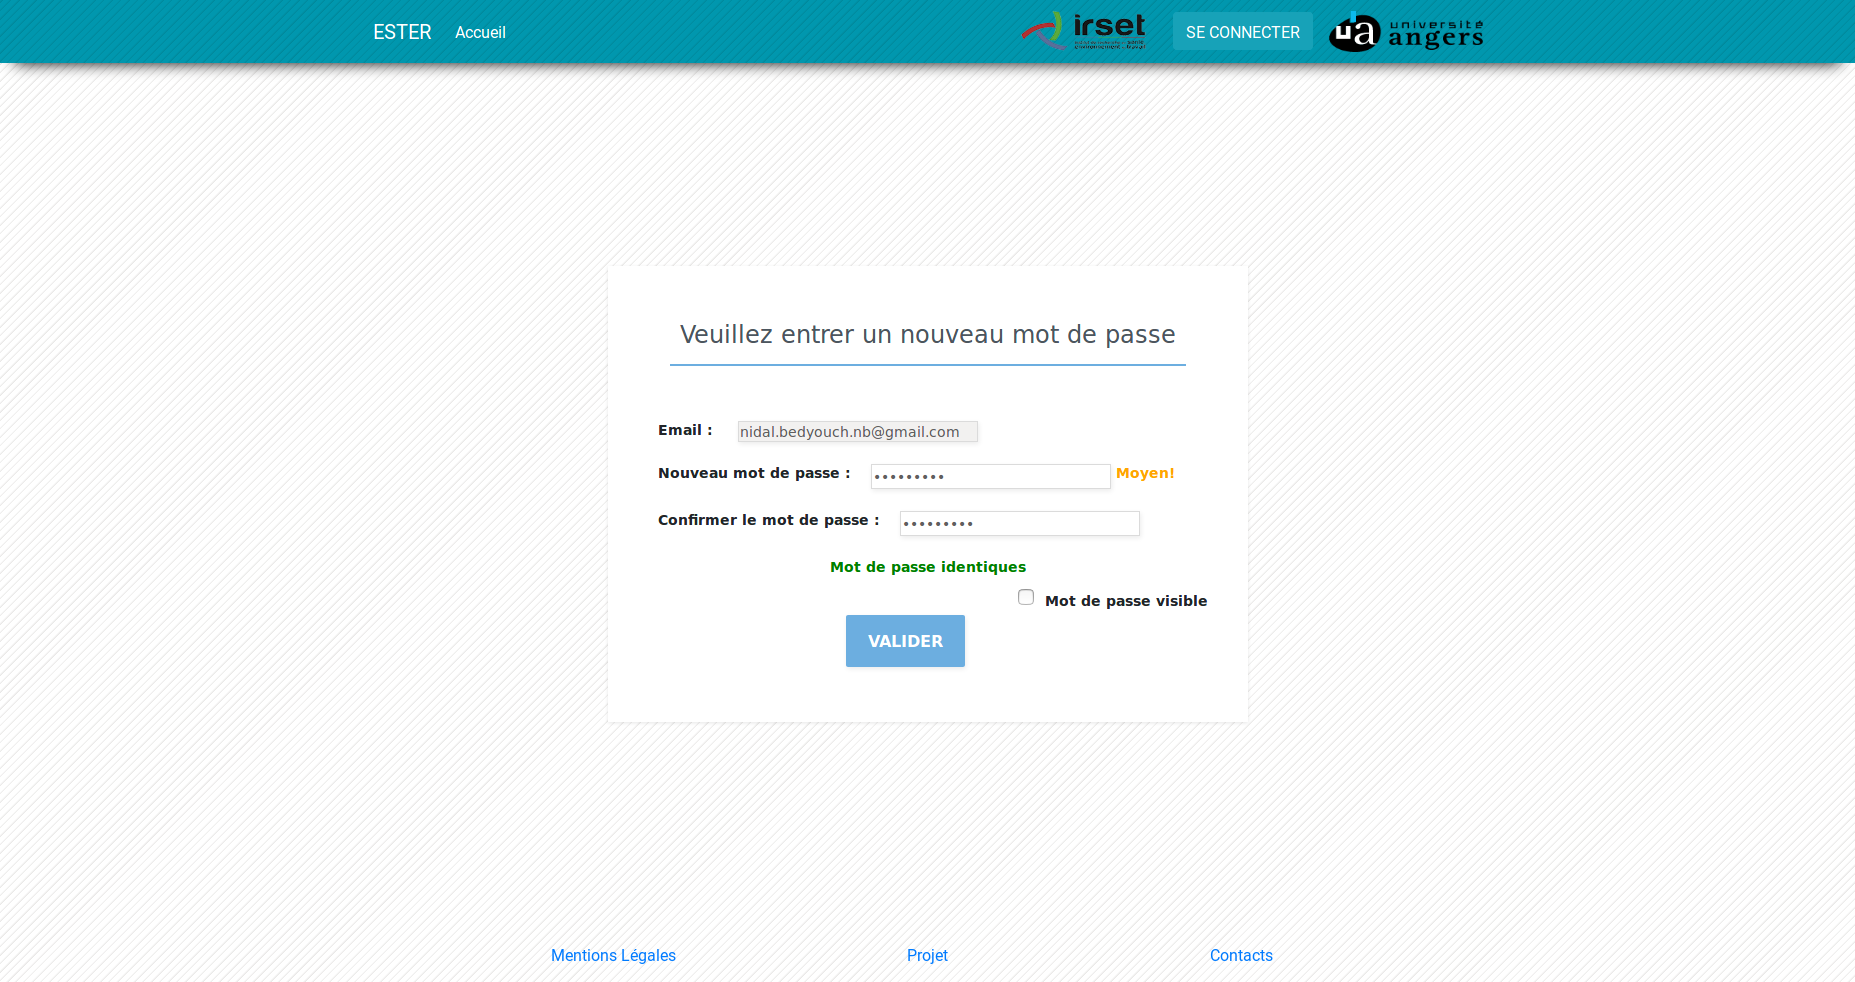 ESTER Accueil irset SE CONNECTER ua université angers
Veuillez entrer un nouveau mot de passe
Email : nidal.bedyouch.nb@gmail.com
Nouveau mot de passe : ••••••••• Moyen!
Confirmer le mot de passe : •••••••••
Mot de passe identiques
Mot de passe visible
VALIDER
Mentions Légales Projet Contacts